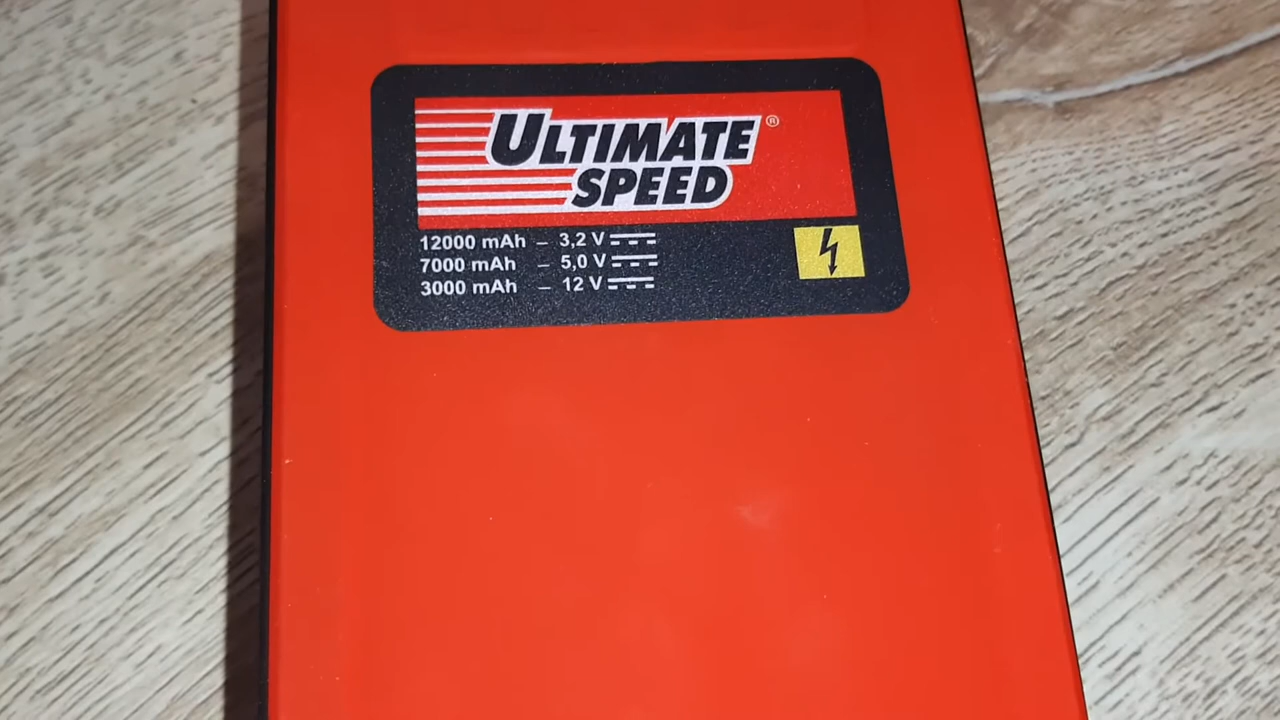 ULTIMATE ®
SPEED
12000 mAh – 3,2 V
7000 mAh – 5,0 V
3000 mAh – 12 V